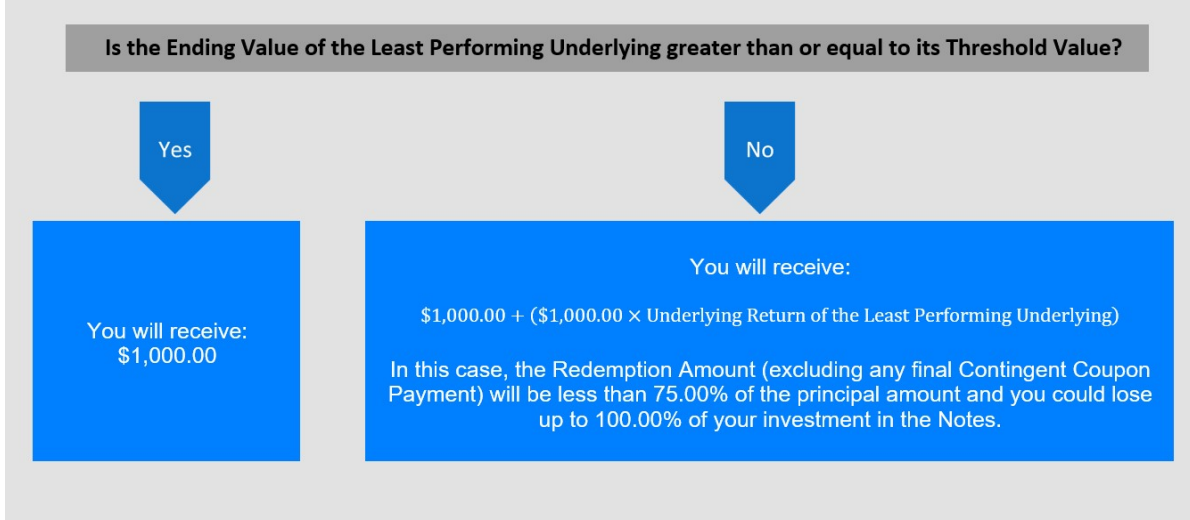 Is the Ending Value of the Least Performing Underlying greater than or equal to its Threshold Value?
Yes
No
You will receive:
$1,000.00
You will receive:
$1,000.00 + ($1,000.00 × Underlying Return of the Least Performing Underlying)
In this case, the Redemption Amount (excluding any final Contingent Coupon
Payment) will be less than 75.00% of the principal amount and you could lose
up to 100.00% of your investment in the Notes.